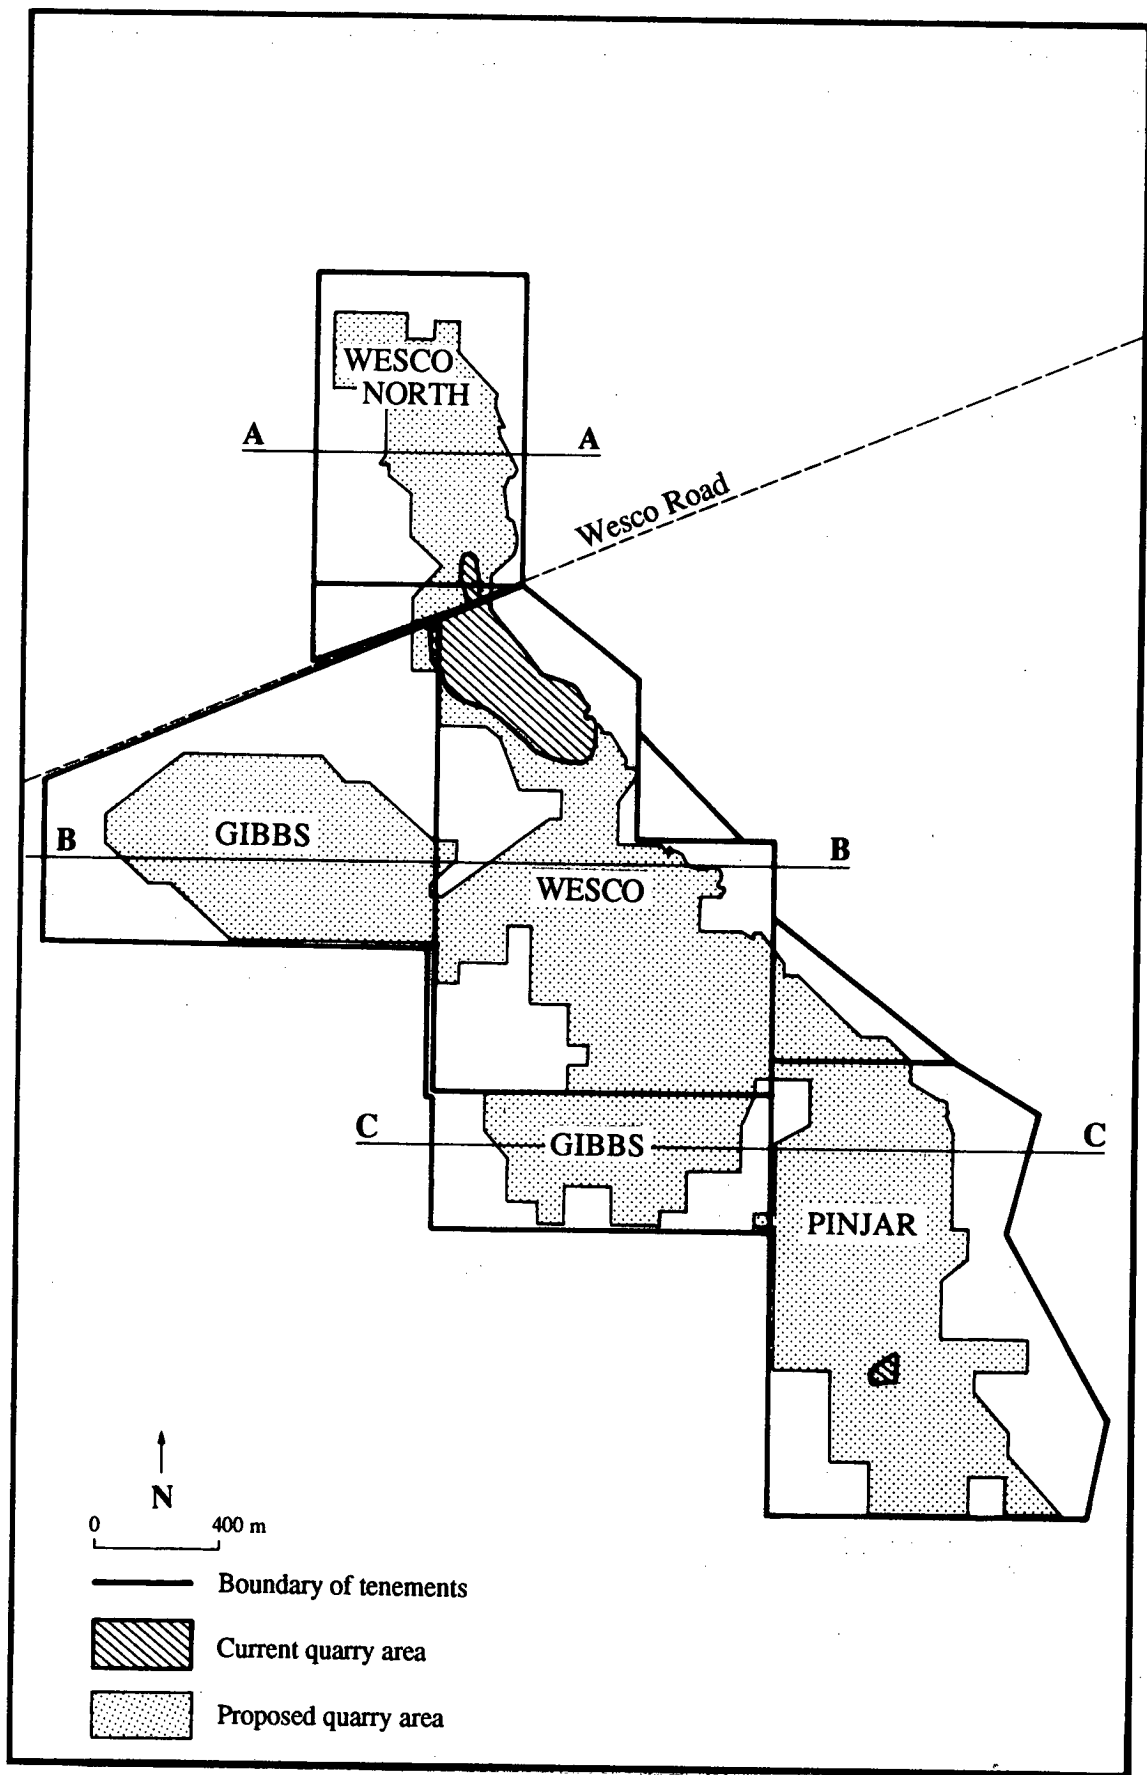 WESCO
NORTH
A
A
Wesco Road
GIBBS
B
B
WESCO
C
GIBBS
C
PINJAR
N
0 400 m
Boundary of tenements
Current quarry area
Proposed quarry area